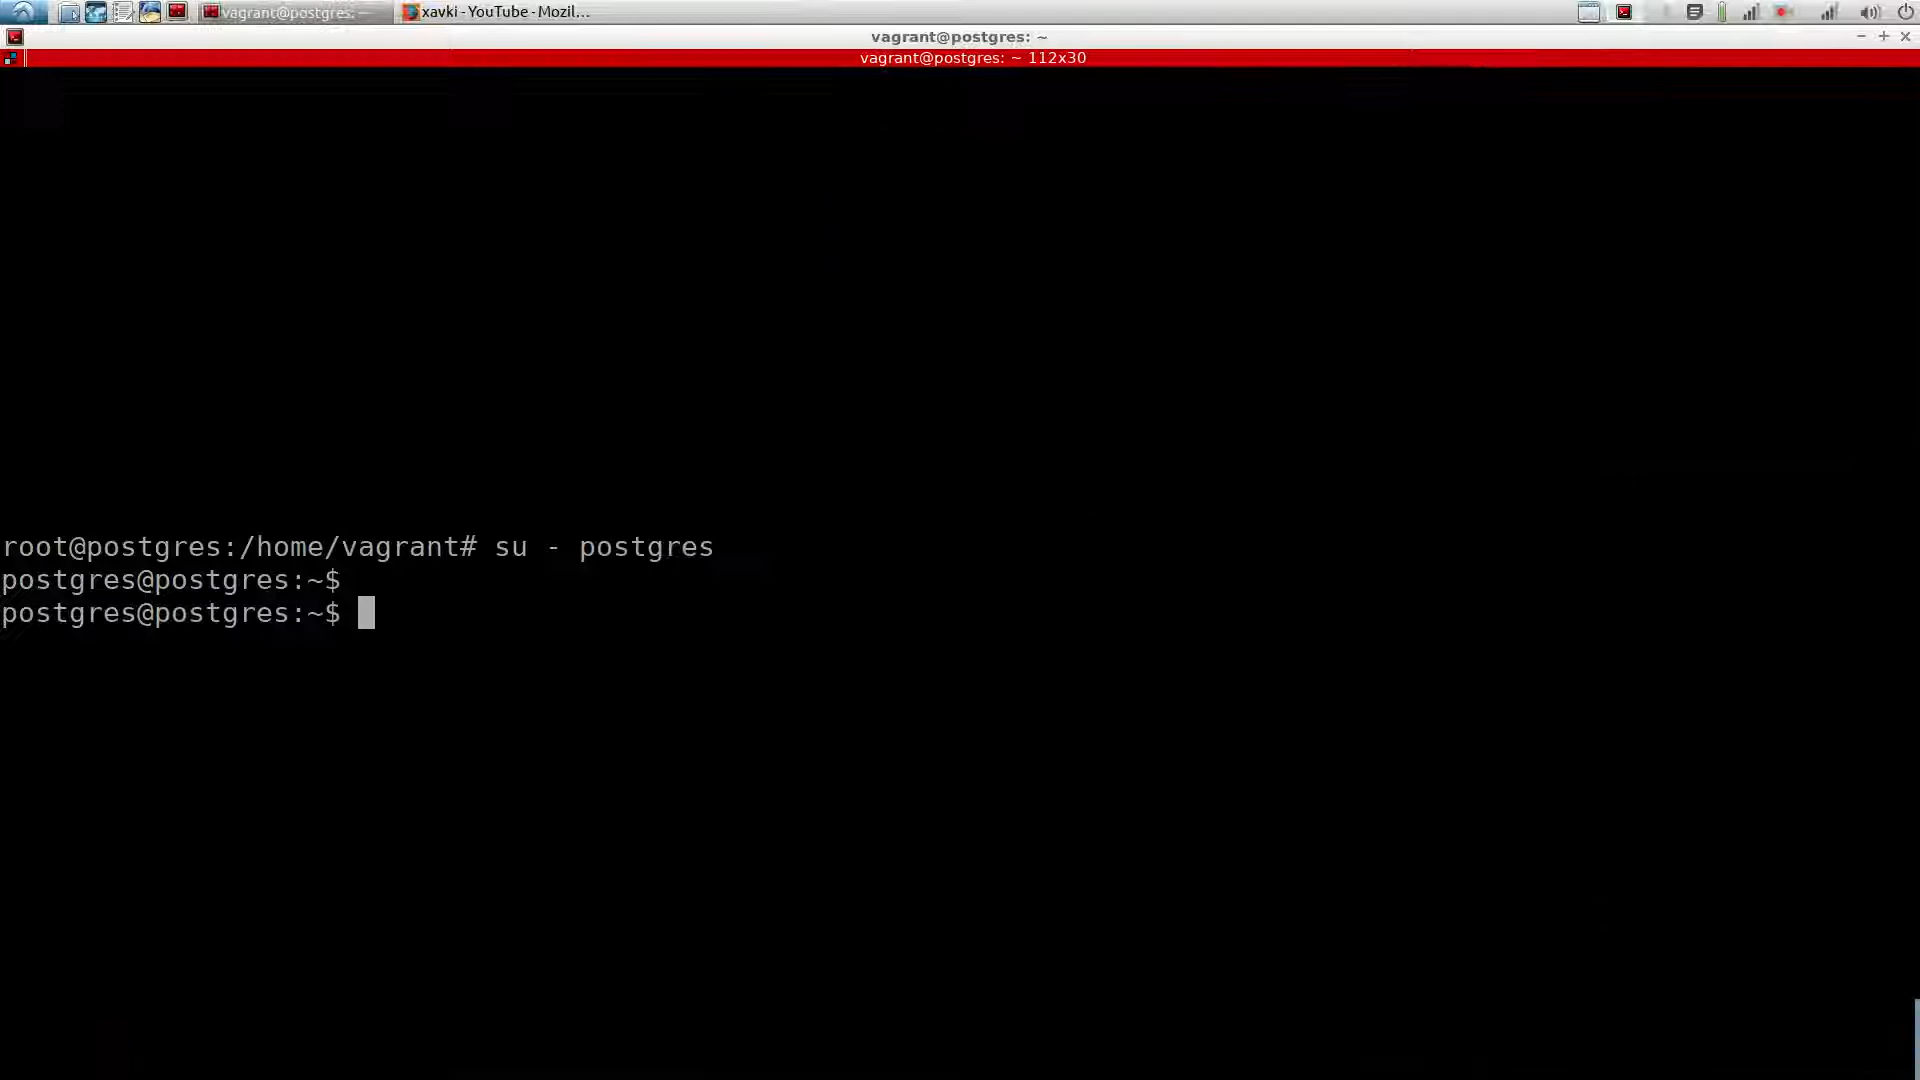 vagrant@postgres: ~
xavki - YouTube - Mozil...
vagrant@postgres: ~
vagrant@postgres: ~ 112x30
root@postgres:/home/vagrant# su - postgres
postgres@postgres:~$
postgres@postgres:~$